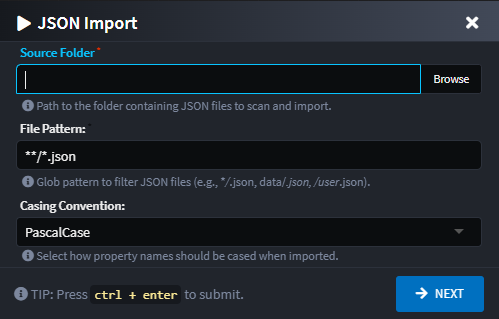 JSON Import
Source Folder*
Browse
Path to the folder containing JSON files to scan and import.
File Pattern:*
**/*.json
Glob pattern to filter JSON files (e.g., */.json, data/.json, /user.json).
Casing Convention:
PascalCase
Select how property names should be cased when imported.
TIP: Press ctrl + enter to submit.
NEXT